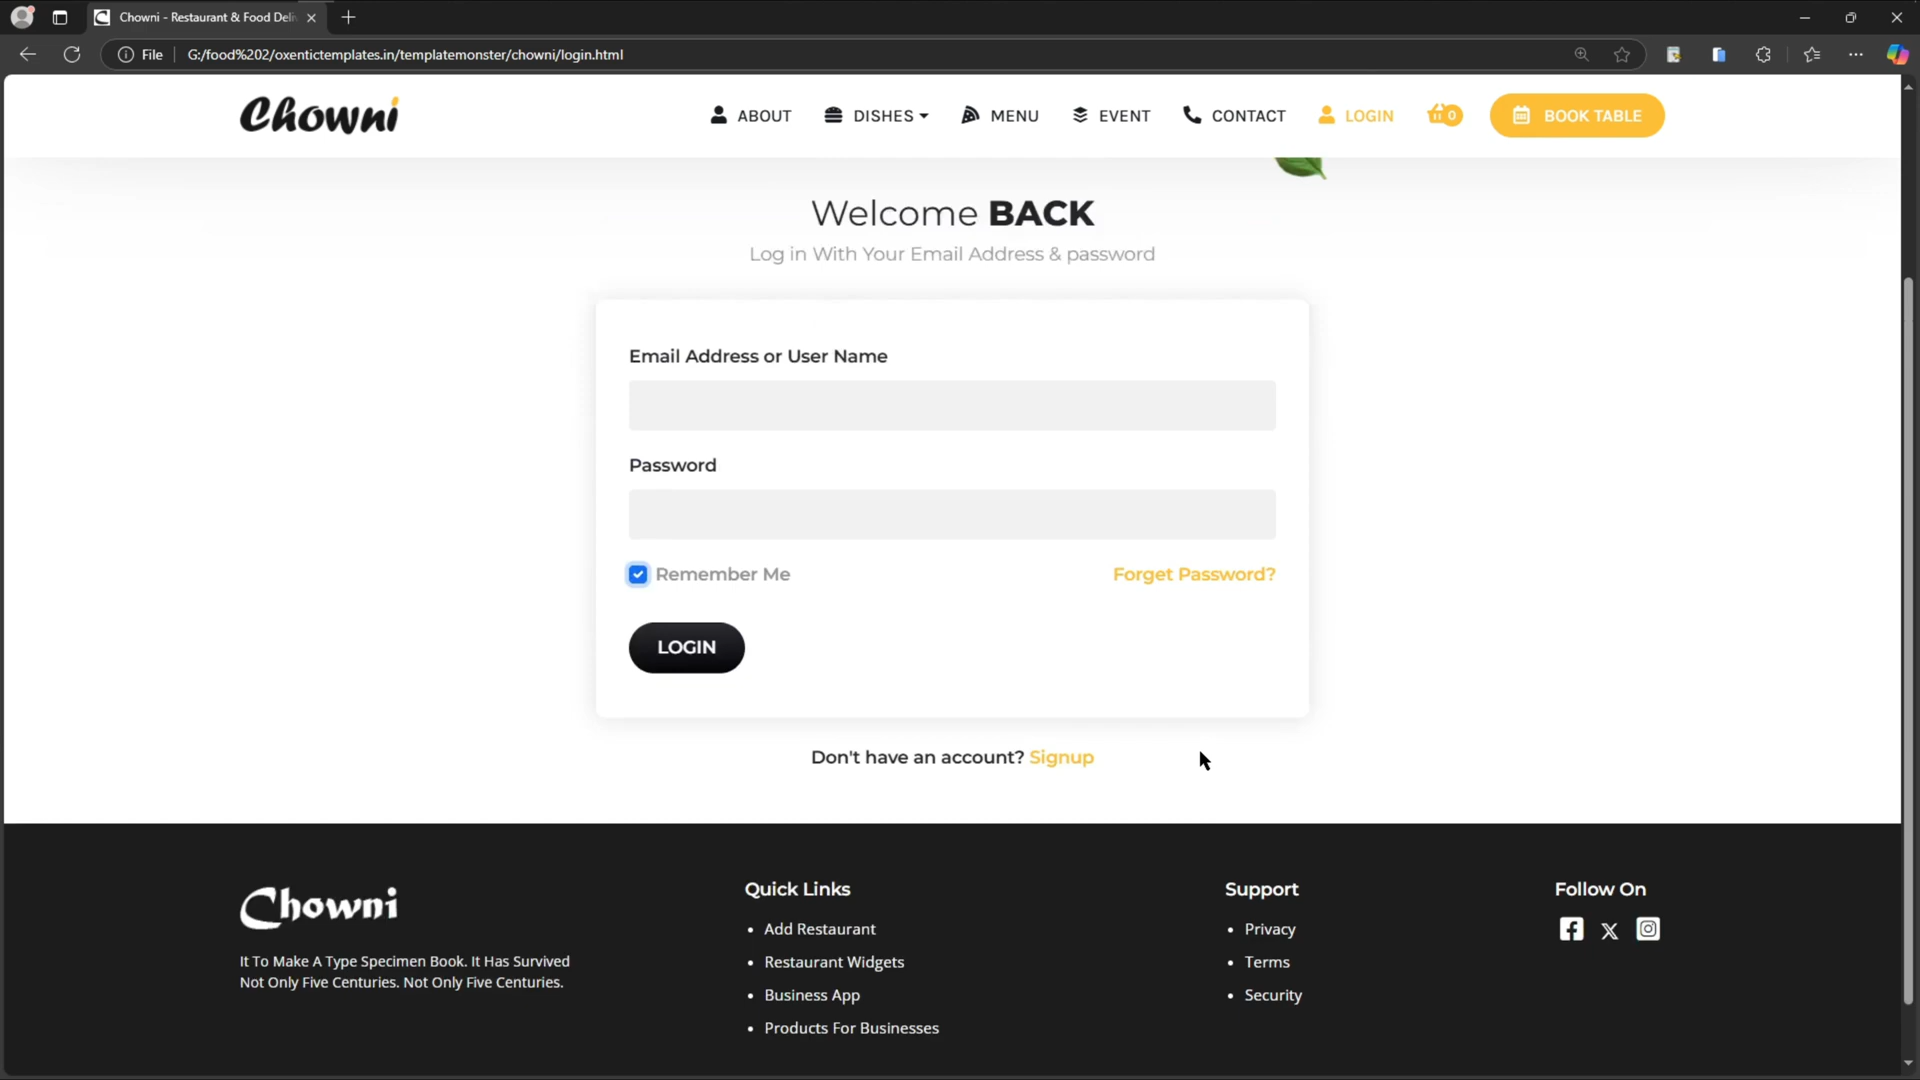 Chowni - Restaurant & Food Deli
File
G:/food%202/oxentictemplates.in/templatemonster/chowni/login.html
Chowni
ABOUT
DISHES
MENU
EVENT
CONTACT
LOGIN
0
BOOK TABLE
Welcome BACK
Log in With Your Email Address & password
Email Address or User Name
Password
Remember Me
Forget Password?
LOGIN
Don't have an account? Signup
Chowni
It To Make A Type Specimen Book. It Has Survived
Not Only Five Centuries. Not Only Five Centuries.
Quick Links
• Add Restaurant
• Restaurant Widgets
• Business App
• Products For Businesses
Support
• Privacy
• Terms
• Security
Follow On